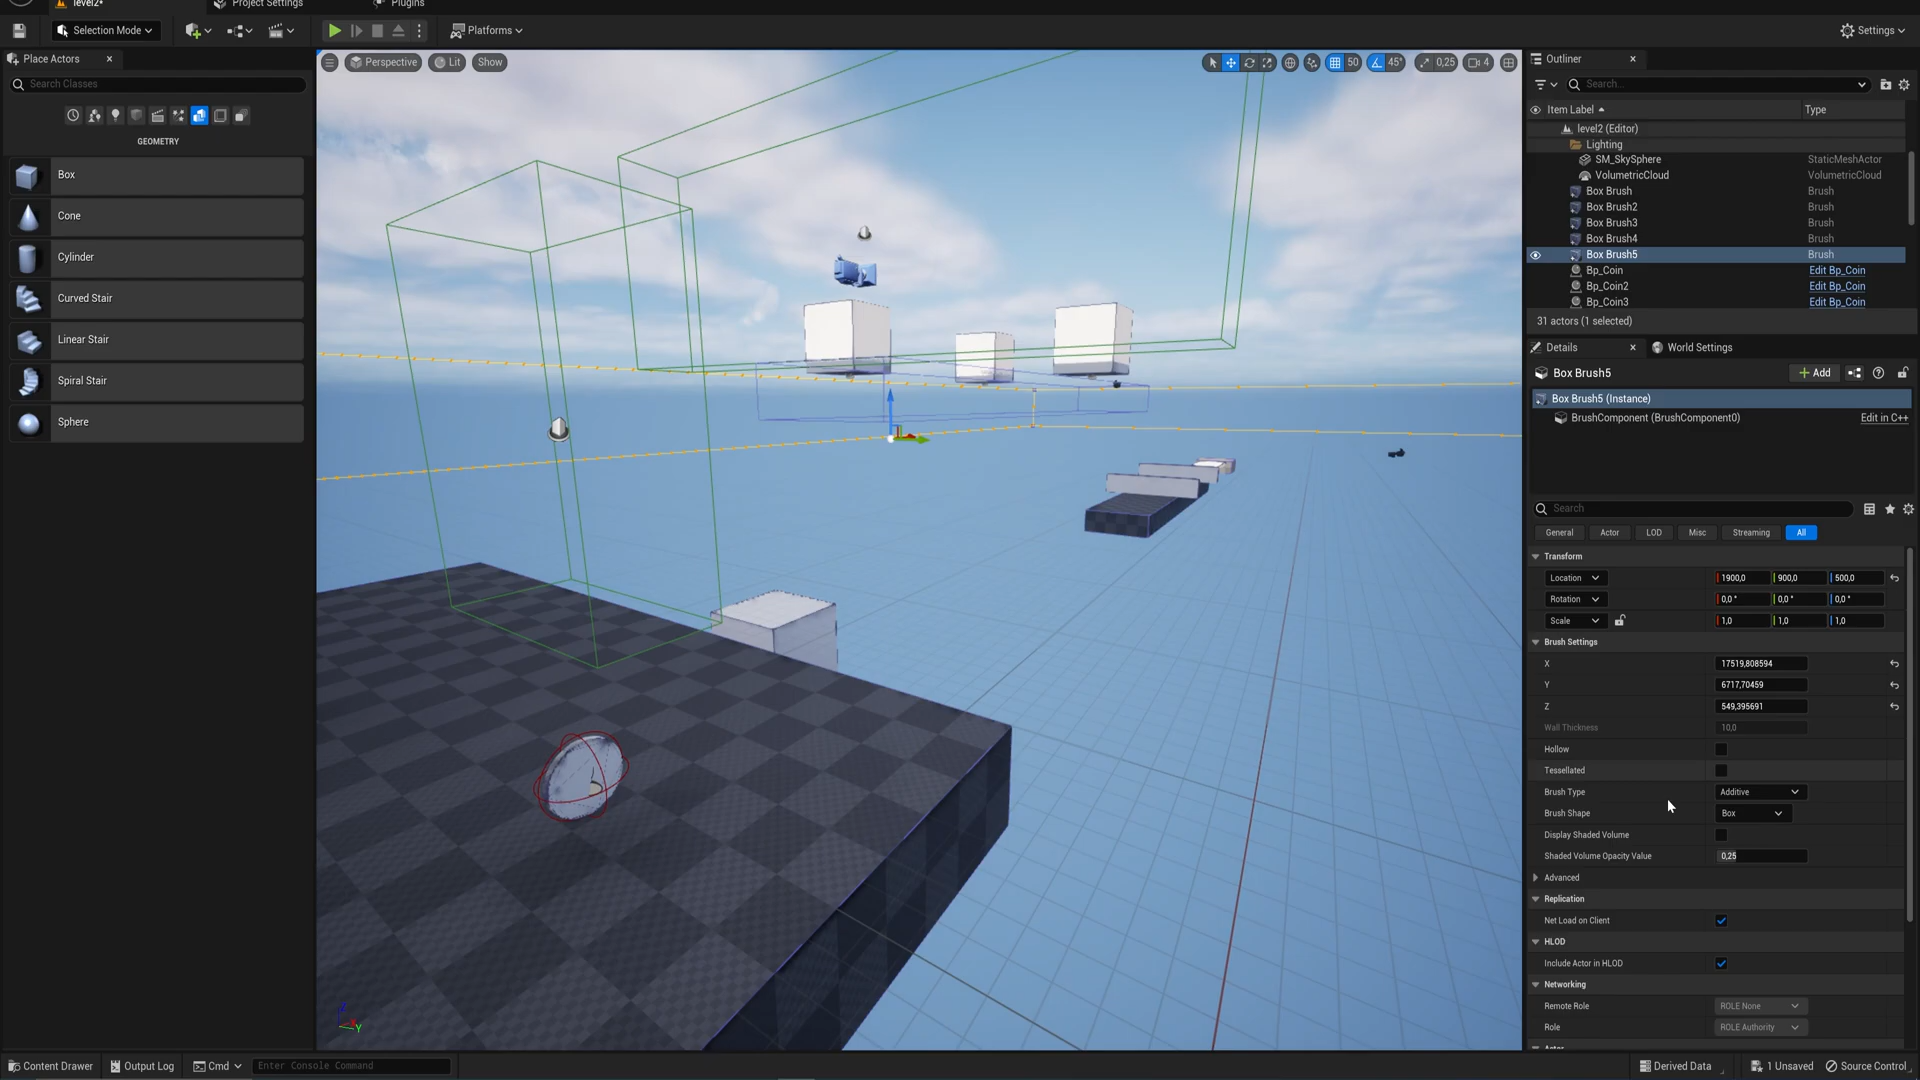 level2*
Project Settings
Plugins
Selection Mode
Platforms
Settings
Place Actors
Search Classes
GEOMETRY
Box
Cone
Cylinder
Curved Stair
Linear Stair
Spiral Stair
Sphere
Perspective
Lit
Show
50
45°
0,25
4
Outliner
Search...
Item Label
Type
level2 (Editor)
Lighting
SM_SkySphere StaticMeshActor
VolumetricCloud VolumetricCloud
Box Brush Brush
Box Brush2 Brush
Box Brush3 Brush
Box Brush4 Brush
Box Brush5 Brush
Bp_Coin Edit Bp_Coin
Bp_Coin2 Edit Bp_Coin
Bp_Coin3 Edit Bp_Coin
31 actors (1 selected)
Details
World Settings
Box Brush5
+ Add
Box Brush5 (Instance)
BrushComponent (BrushComponent0) Edit in C++
Search
General
Actor
LOD
Misc
Streaming
All
Transform
Location 1900,0 900,0 500,0
Rotation 0,0 ° 0,0 ° 0,0 °
Scale 1,0 1,0 1,0
Brush Settings
X 17519,808594
Y 6717,70459
Z 549,395691
Wall Thickness 10,0
Hollow
Tessellated
Brush Type Additive
Brush Shape Box
Display Shaded Volume
Shaded Volume Opacity Value 0,25
Advanced
Replication
Net Load on Client
HLOD
Include Actor in HLOD
Networking
Remote Role ROLE None
Role ROLE Authority
Actor
Z
Y
Content Drawer
Output Log
Cmd
Enter Console Command
Derived Data
1 Unsaved
Source Control